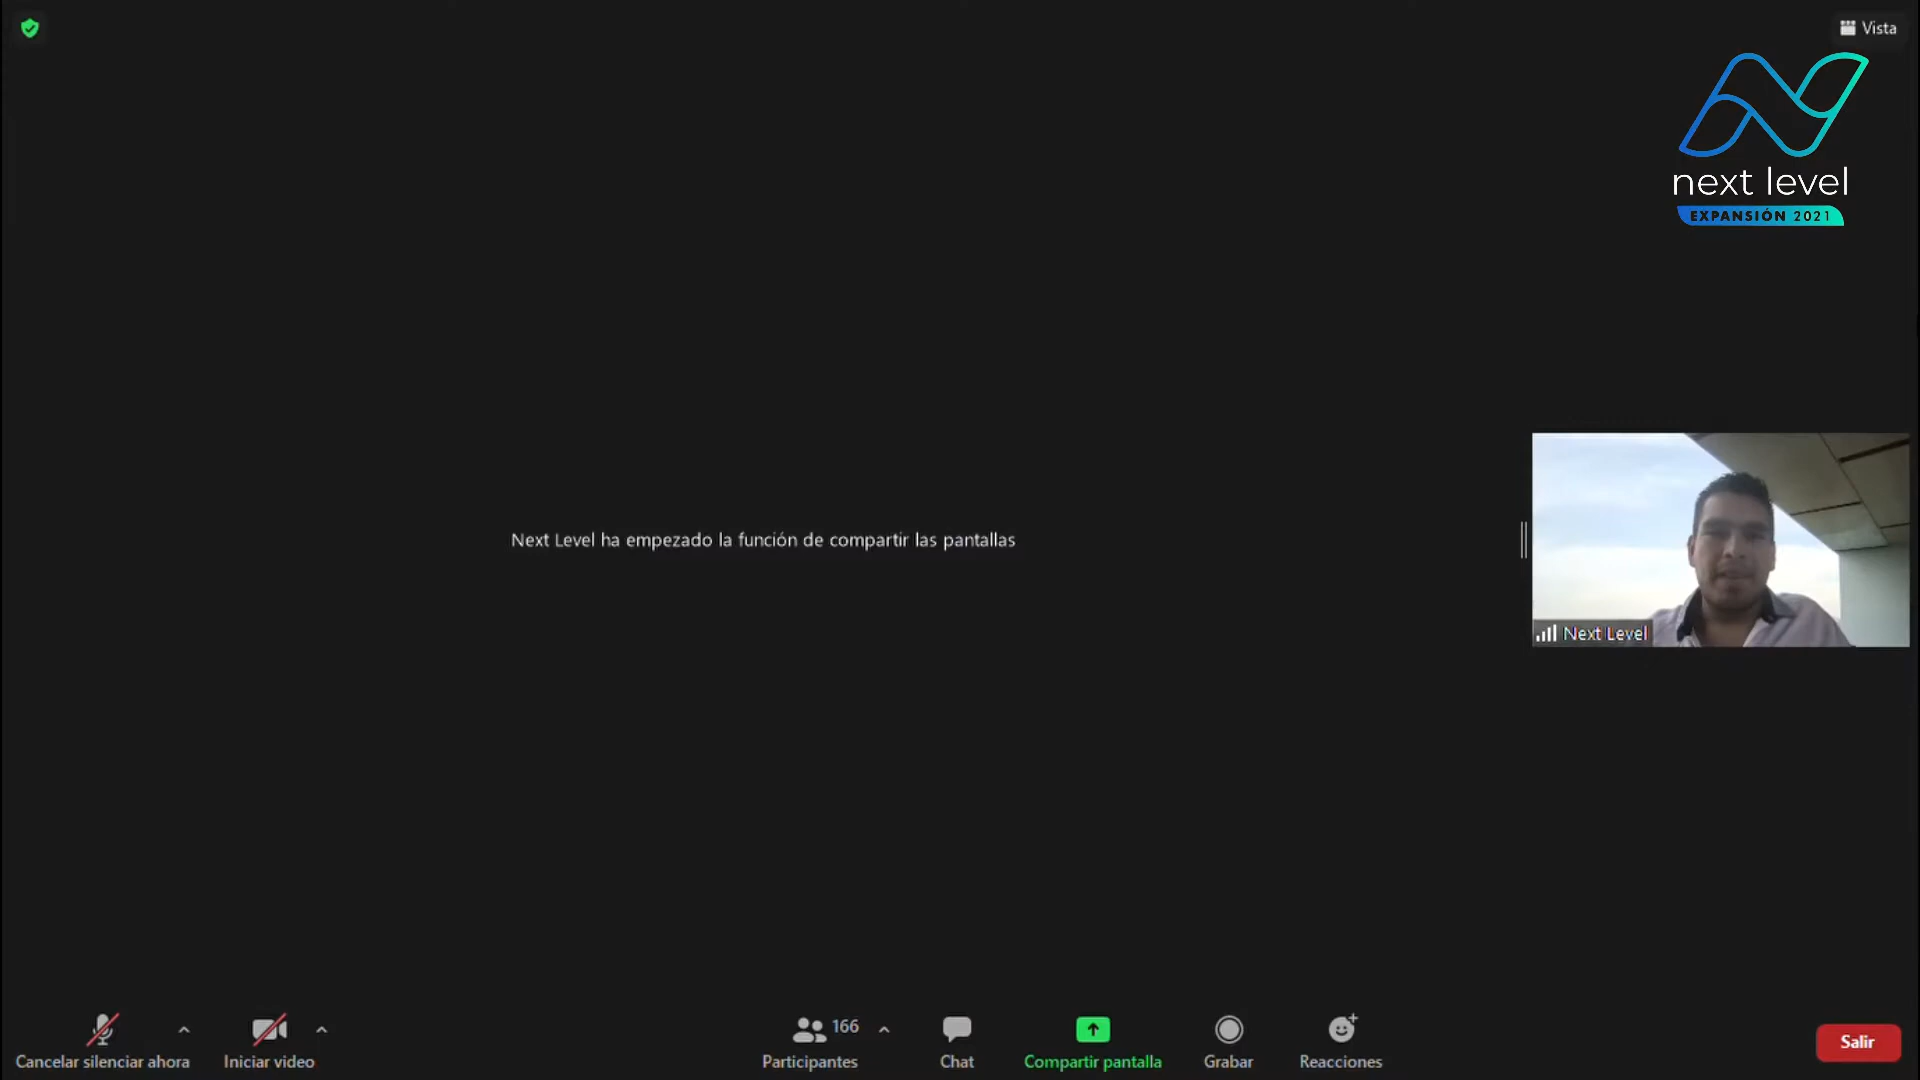 Vista
next level
EXPANSIÓN 2021
Next Level ha empezado la función de compartir las pantallas
Next Level
166
Cancelar silenciar ahora
Iniciar video
Participantes
Chat
Compartir pantalla
Grabar
Reacciones
Salir